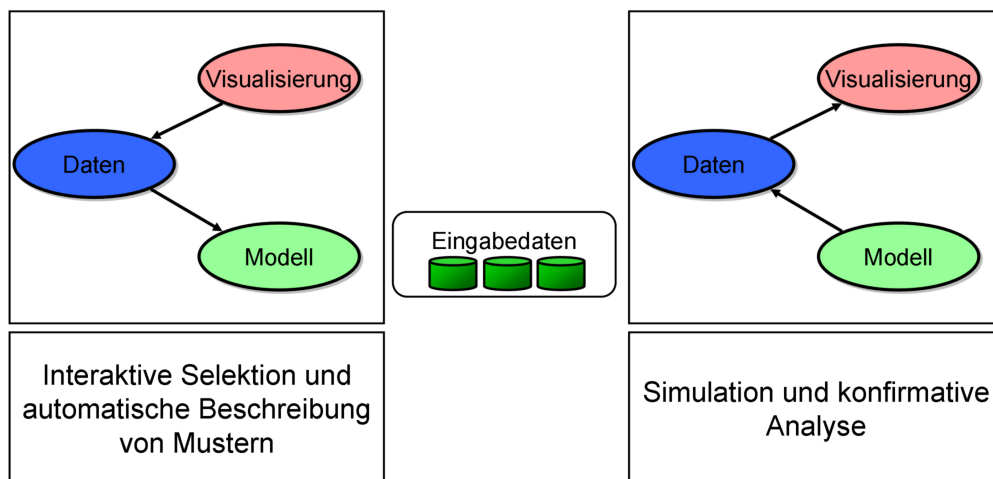 Visualisierung
Daten
Modell
Interaktive Selektion und
automatische Beschreibung
von Mustern
Eingabedaten
Visualisierung
Daten
Modell
Simulation und konfirmative
Analyse